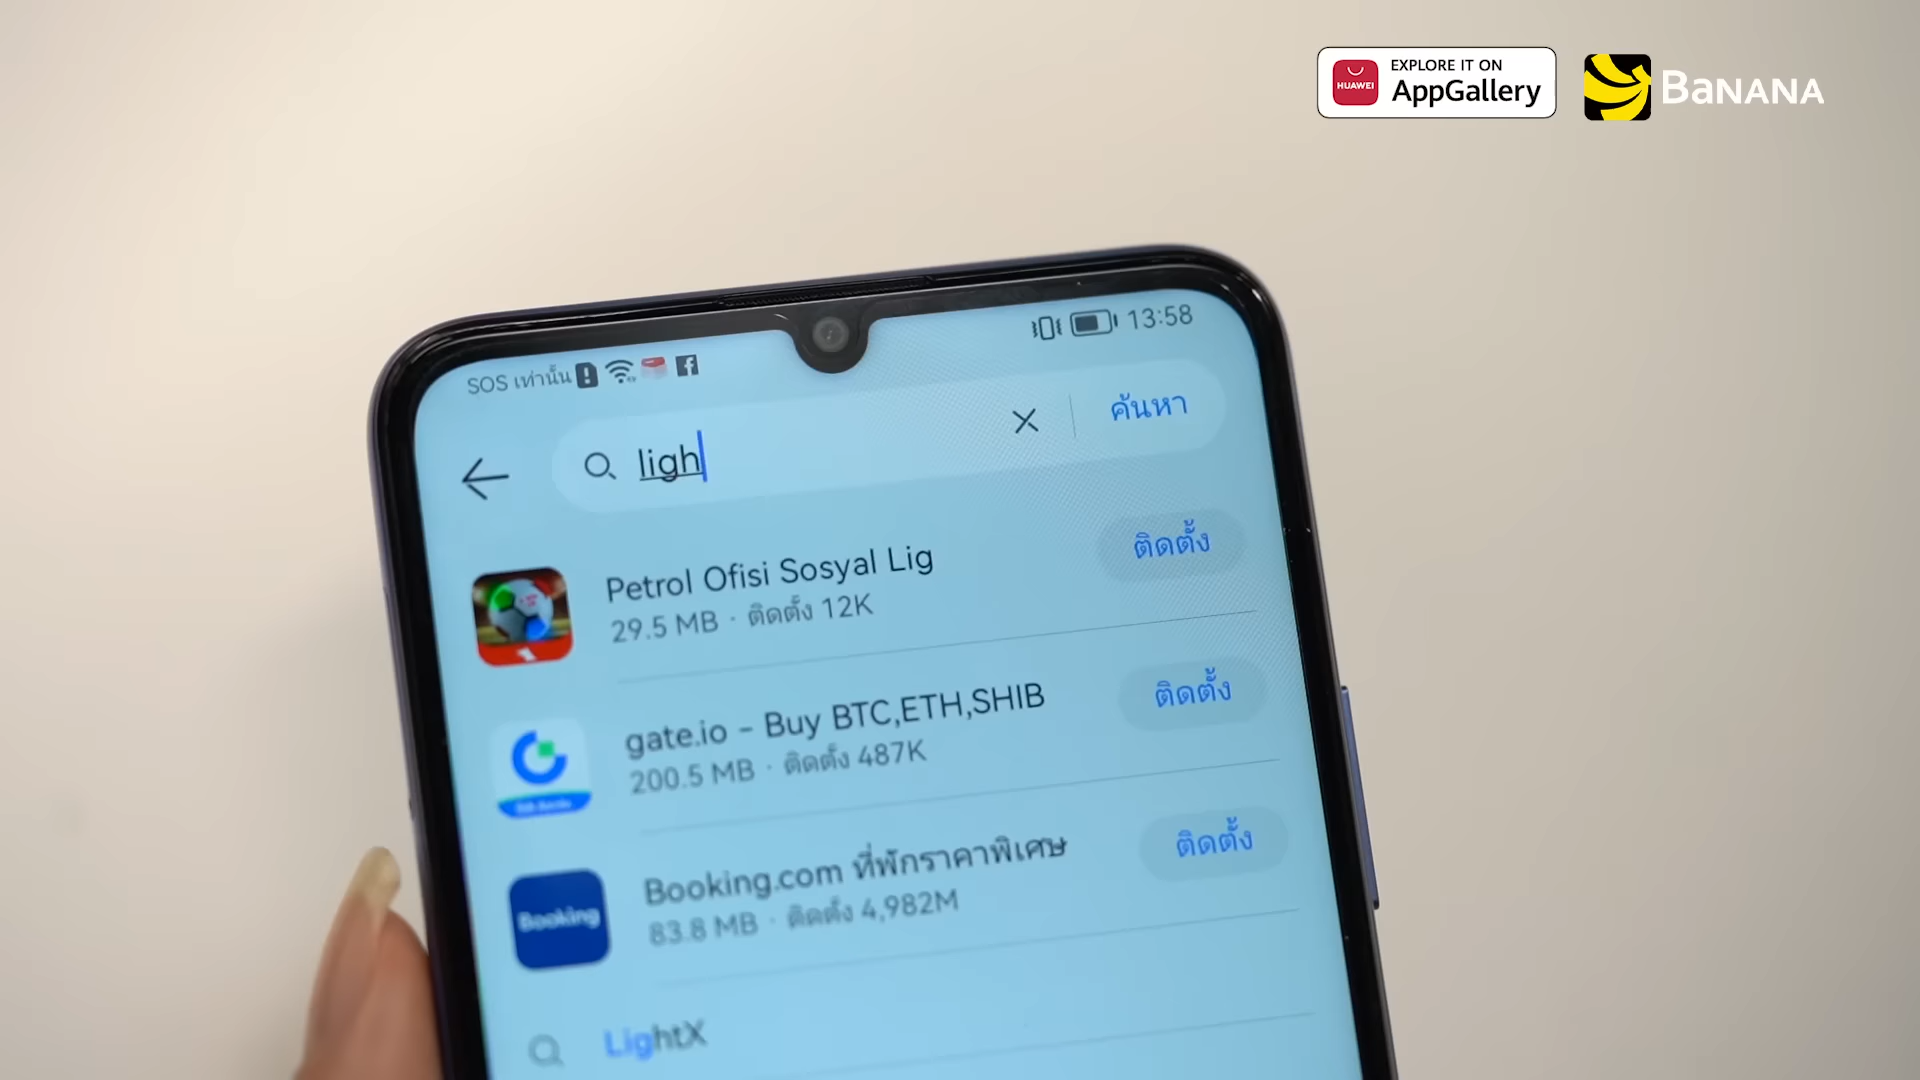 EXPLORE IT ON
HUAWEI
AppGallery
BANANA
SOS เท่านั้น
13:58
ligh
ค้นหา
Petrol Ofisi Sosyal Lig
29.5 MB · ติดตั้ง 12K
ติดตั้ง
gate.io – Buy BTC,ETH,SHIB
200.5 MB · ติดตั้ง 487K
ติดตั้ง
Booking
Booking.com ที่พักราคาพิเศษ
83.8 MB · ติดตั้ง 4,982M
ติดตั้ง
LightX